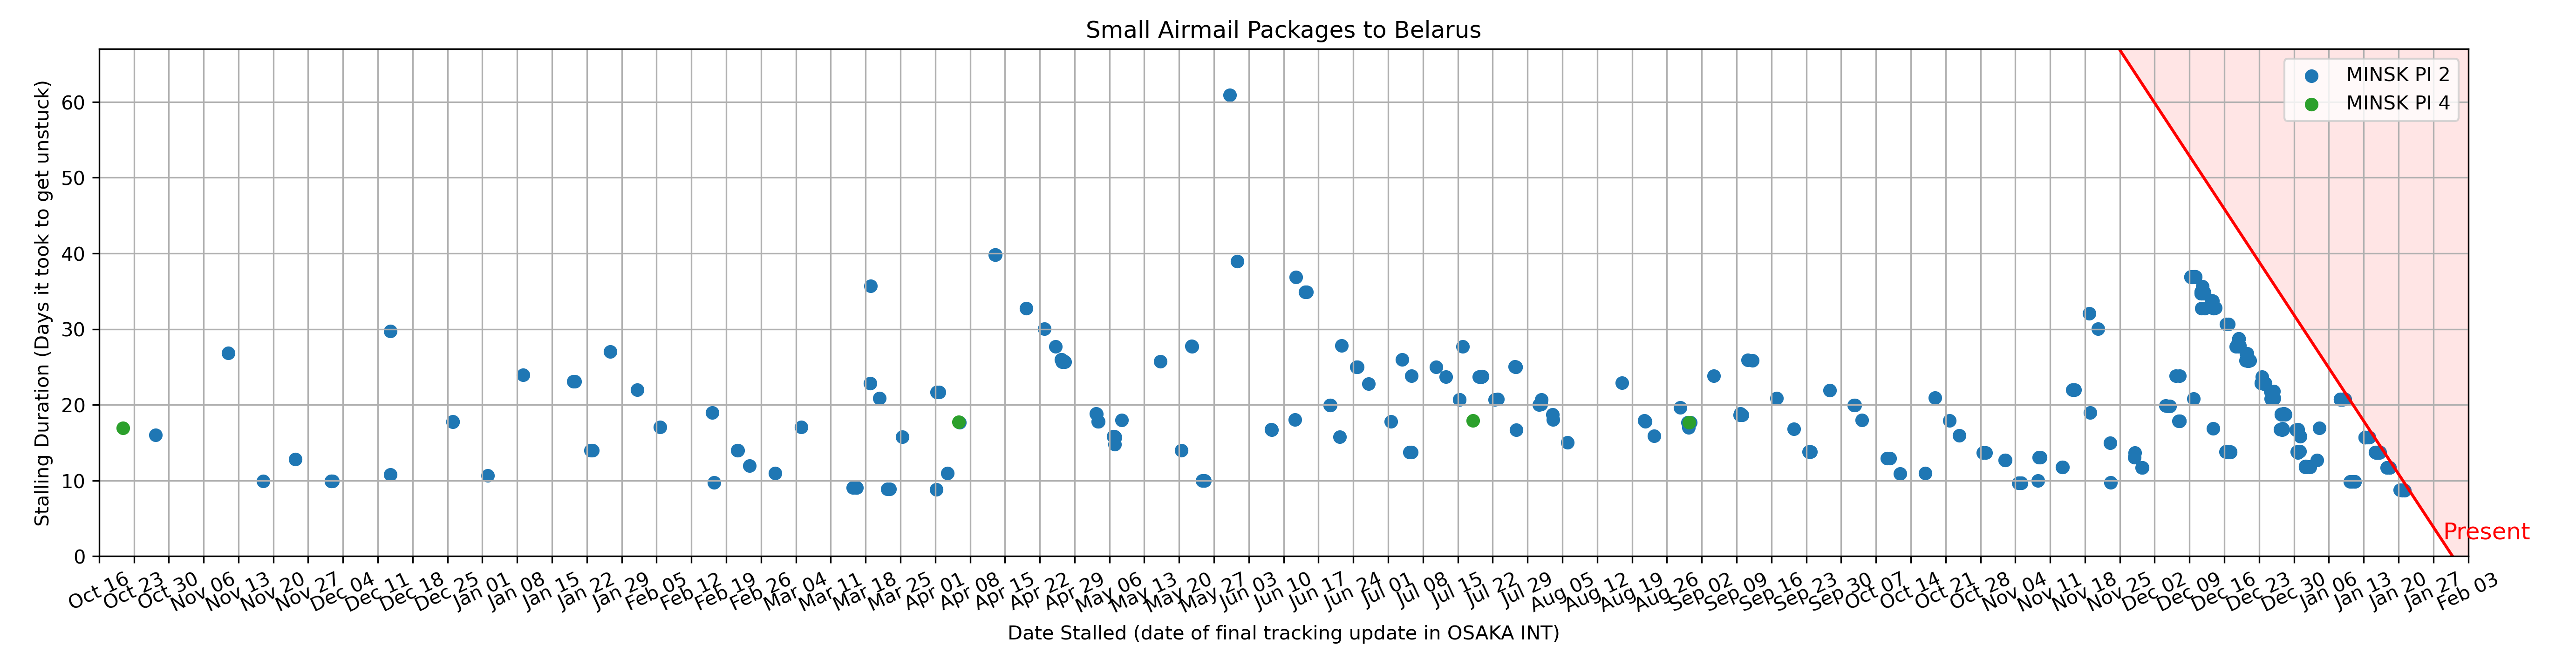 Small Airmail Packages to Belarus
MINSK PI 2
MINSK PI 4
Stalling Duration (Days it took to get unstuck)
60
50
40
30
20
10
0
Present
Oct 16
Oct 23
Oct 30
Nov 06
Nov 13
Nov 20
Nov 27
Dec 04
Dec 11
Dec 18
Dec 25
Jan 01
Jan 08
Jan 15
Jan 22
Jan 29
Feb 05
Feb 12
Feb 19
Feb 26
Mar 04
Mar 11
Mar 18
Mar 25
Apr 01
Apr 08
Apr 15
Apr 22
Apr 29
May 06
May 13
May 20
May 27
Jun 03
Jun 10
Jun 17
Jun 24
Jul 01
Jul 08
Jul 15
Jul 22
Jul 29
Aug 05
Aug 12
Aug 19
Aug 26
Sep 02
Sep 09
Sep 16
Sep 23
Sep 30
Oct 07
Oct 14
Oct 21
Oct 28
Nov 04
Nov 11
Nov 18
Nov 25
Dec 02
Dec 09
Dec 16
Dec 23
Dec 30
Jan 06
Jan 13
Jan 20
Jan 27
Feb 03
Date Stalled (date of final tracking update in OSAKA INT)